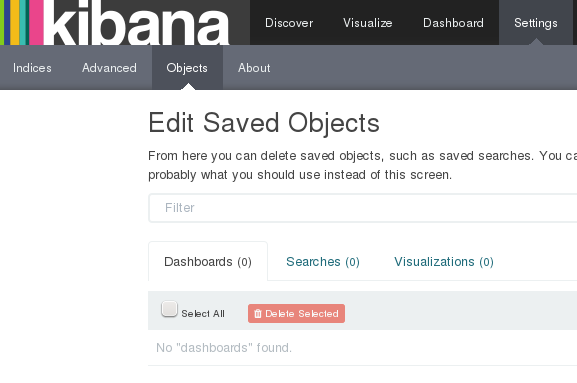 kibana
Discover Visualize Dashboard Settings
Indices Advanced Objects About
Edit Saved Objects
From here you can delete saved objects, such as saved searches. You ca
probably what you should use instead of this screen.
Filter
Dashboards (0) Searches (0) Visualizations (0)
Select All Delete Selected
No "dashboards" found.